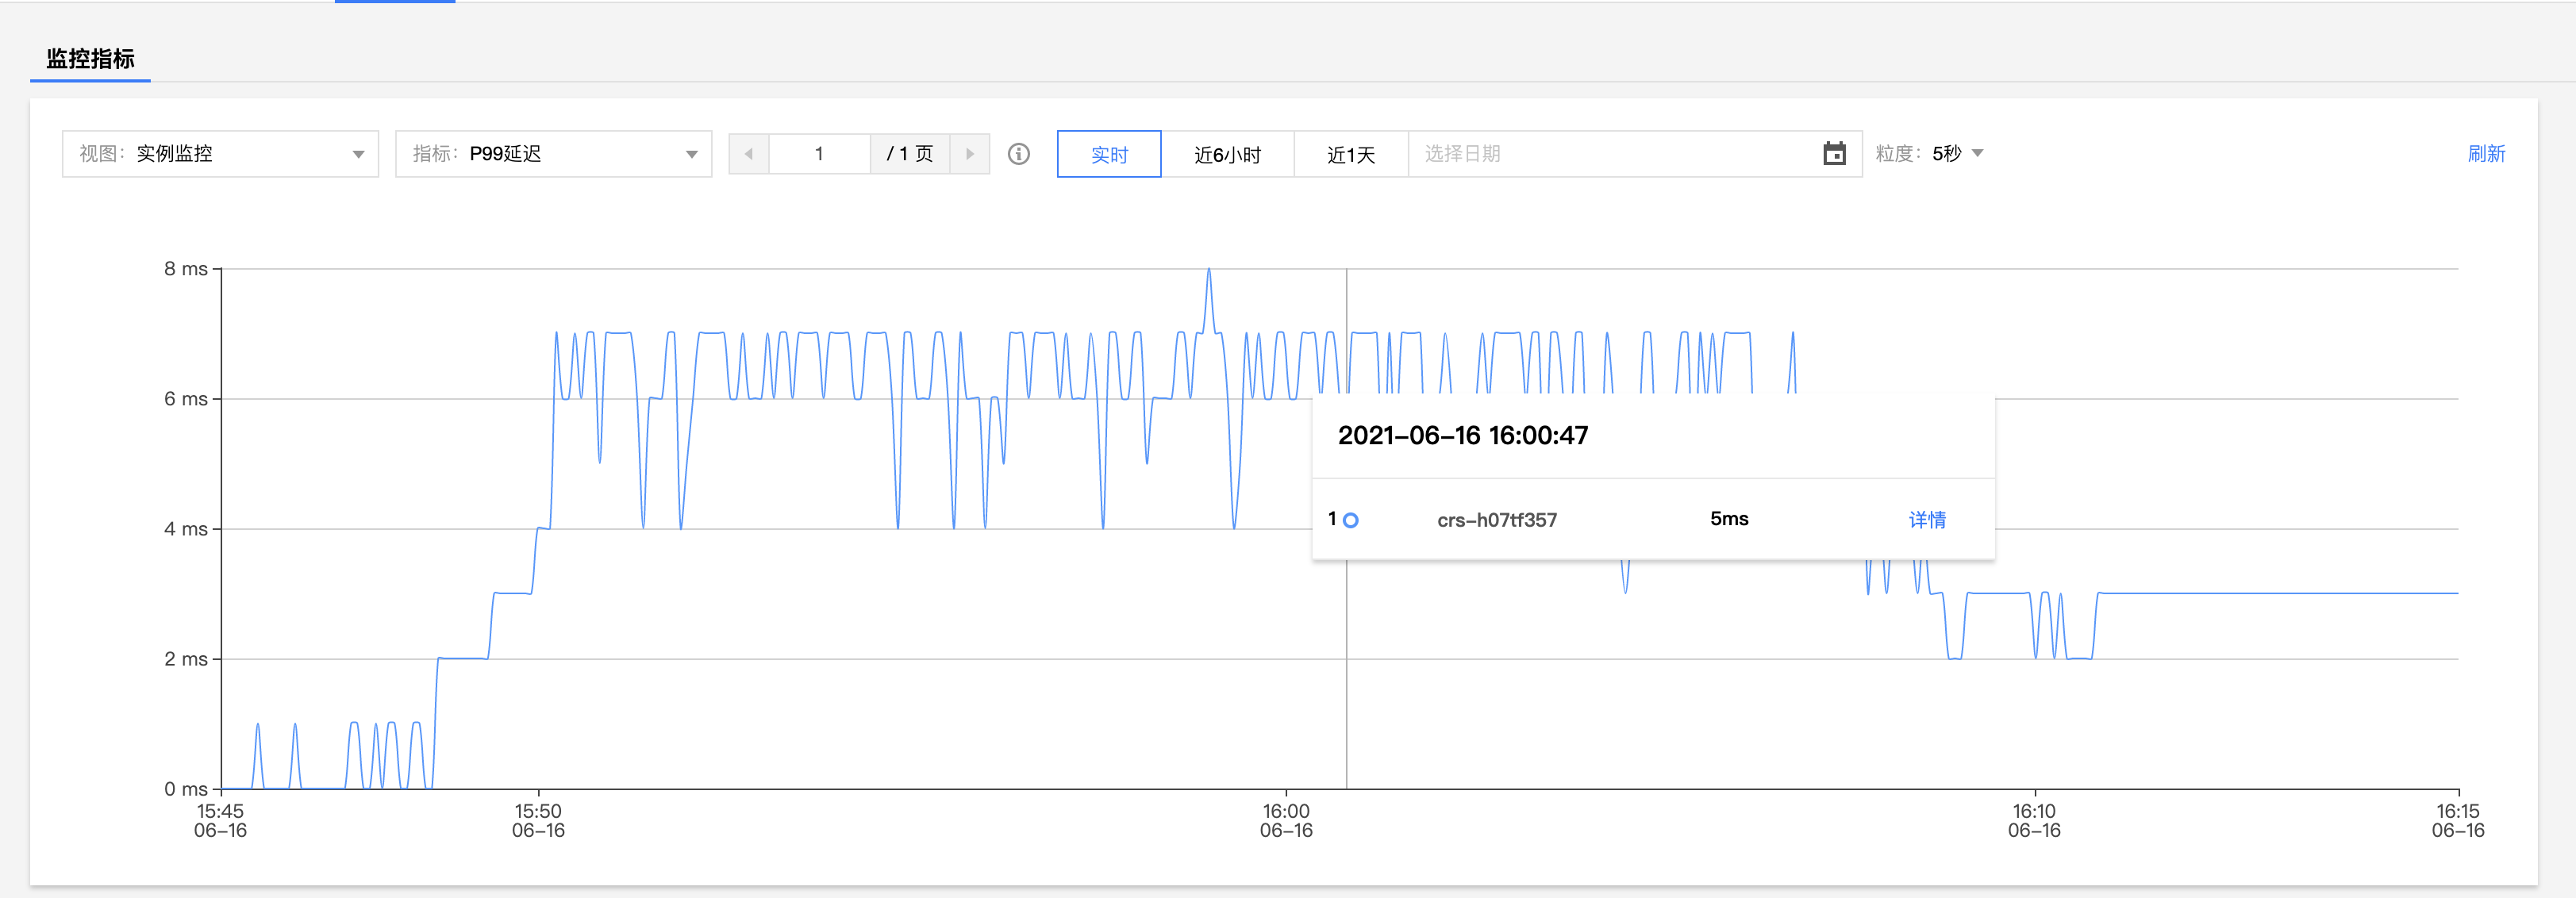 监控指标
视图： 实例监控 指标： P99延迟 1 / 1 页 实时 近6小时 近1天 选择日期 粒度： 5秒 刷新
8 ms
6 ms
4 ms
2 ms
0 ms
2021-06-16 16:00:47
1 crs-h07tf357 5ms 详情
15:45 15:50 16:00 16:10 16:15
06-16 06-16 06-16 06-16 06-16